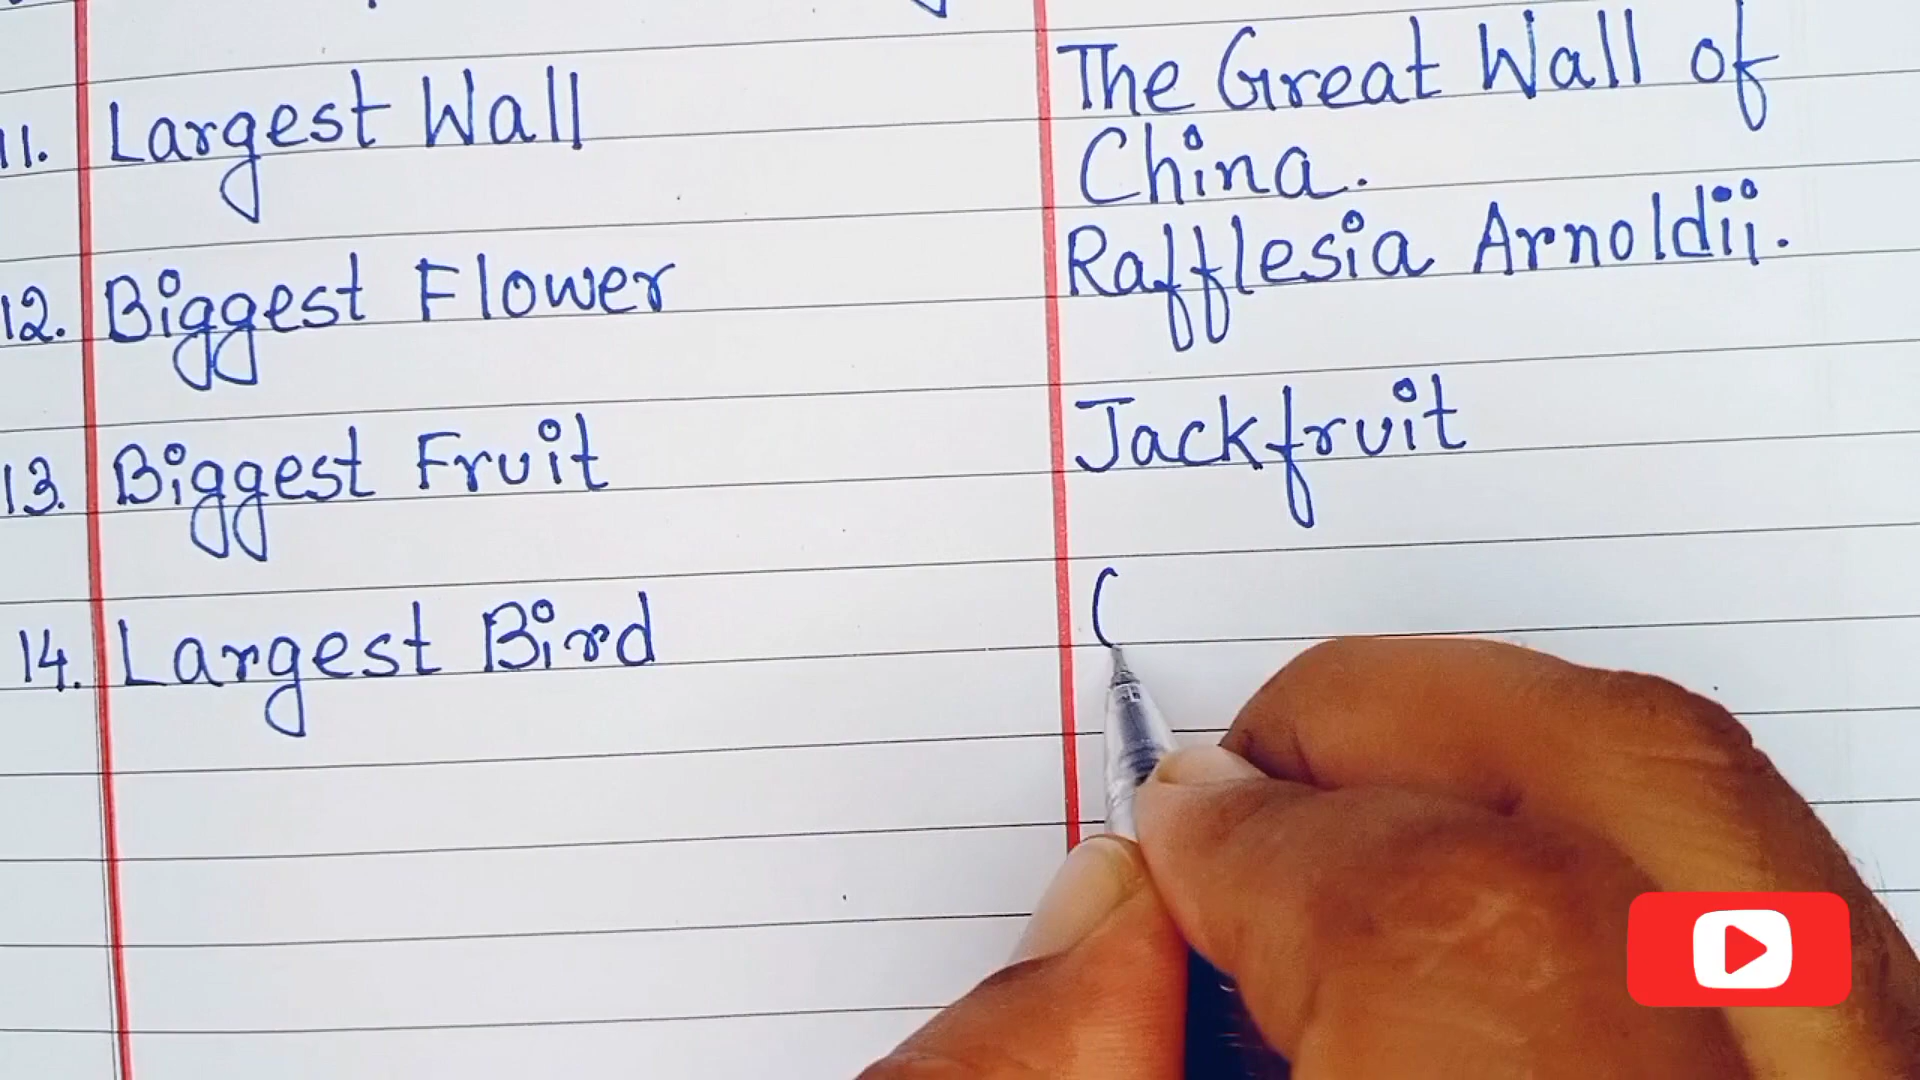 11. Largest Wall The Great Wall of
China.
12. Biggest Flower Rafflesia Arnoldii.
13. Biggest Fruit Jackfruit
14. Largest Bird